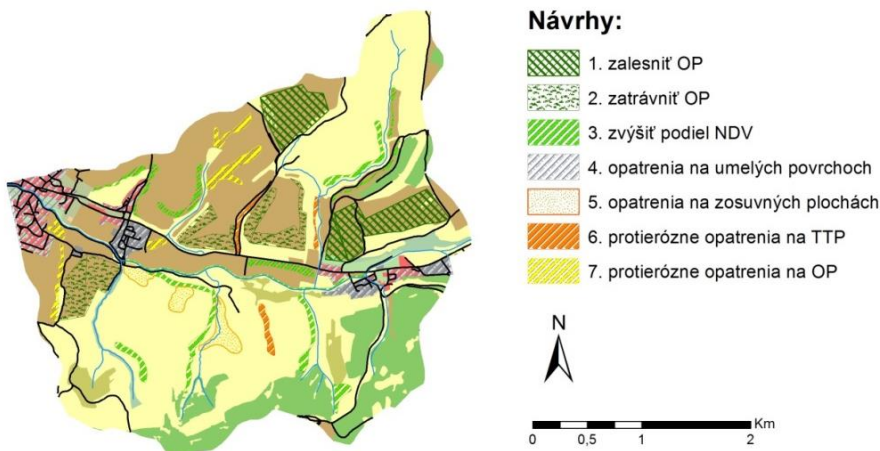 Návrhy:
1. zalesniť OP
2. zatrávniť OP
3. zvýšiť podiel NDV
4. opatrenia na umelých povrchoch
5. opatrenia na zosuvných plochách
6. protierózne opatrenia na TTP
7. protierózne opatrenia na OP
N
Km
0 0,5 1 2